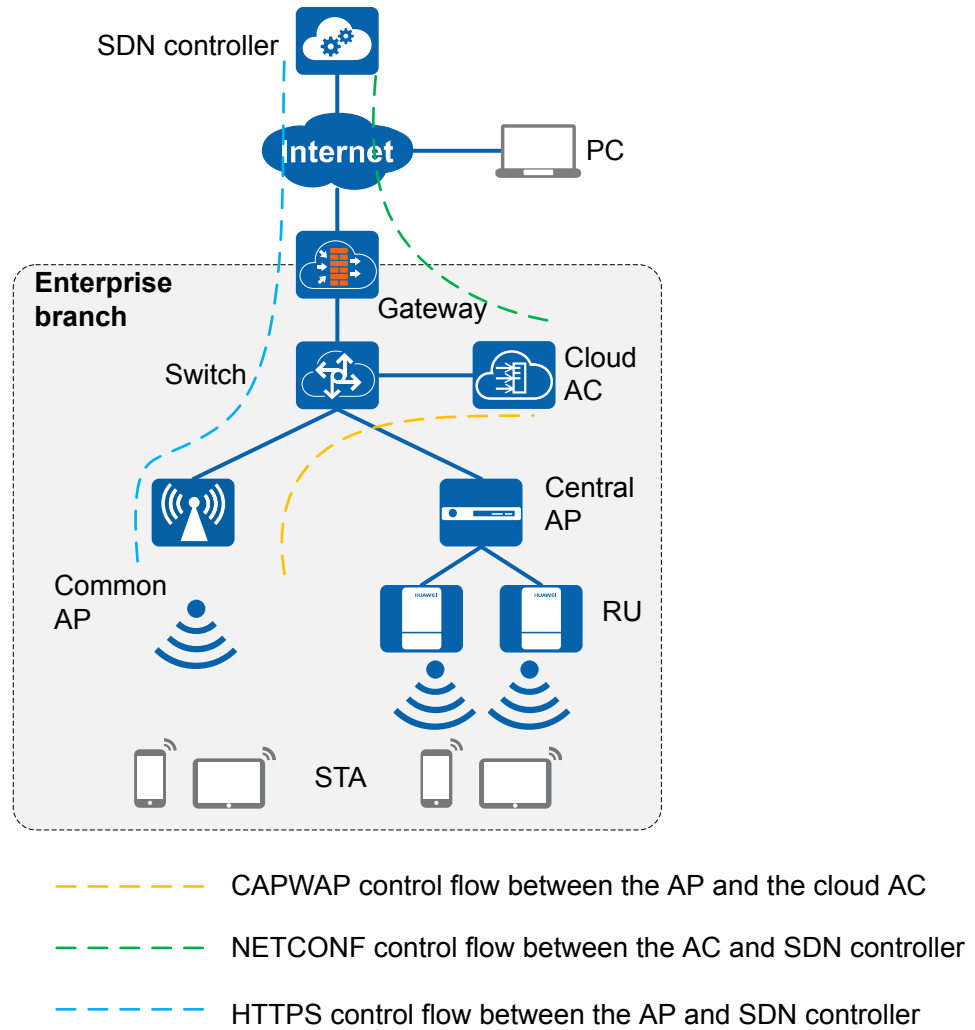 SDN controller
Internet
PC
Enterprise
branch
Gateway
Switch
Cloud
AC
Central
AP
Common
AP
HUAWEI
HUAWEI
RU
STA
CAPWAP control flow between the AP and the cloud AC
NETCONF control flow between the AC and SDN controller
HTTPS control flow between the AP and SDN controller